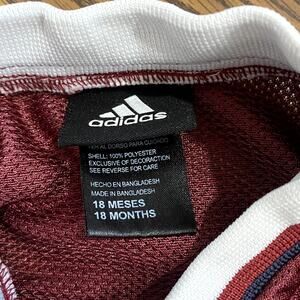 adidas
VER AL DORSO PARA CUIDADO
SHELL: 100% POLYESTER
EXCLUSIVE OF DECORACTION
SEE REVERSE FOR CARE
HECHO EN BANGLADESH
MADE IN BANGLADESH
18 MESES
18 MONTHS